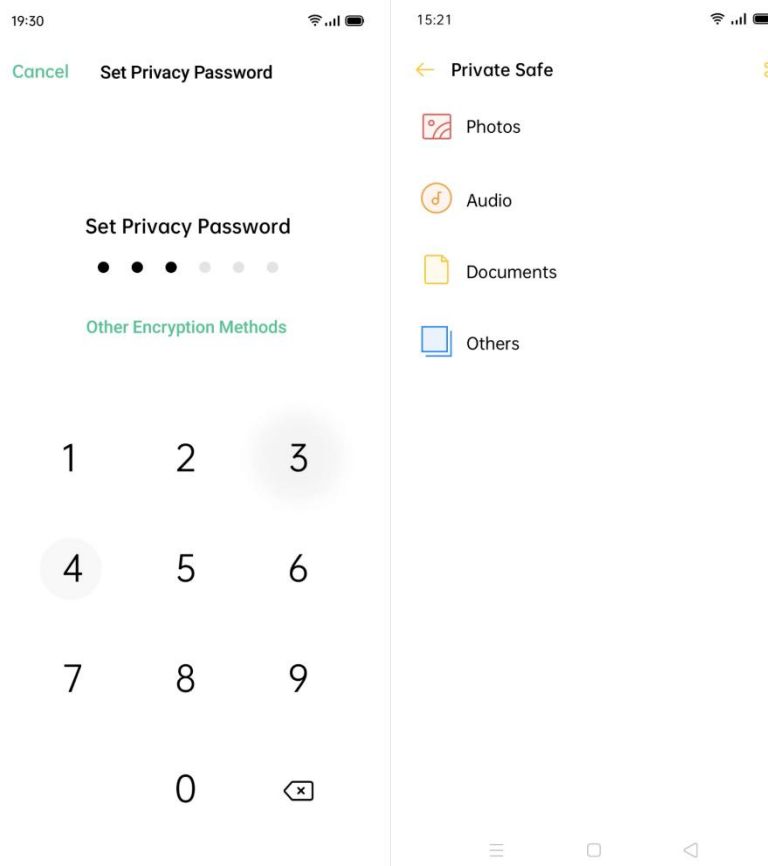 19:30
Cancel Set Privacy Password
Set Privacy Password
Other Encryption Methods
1 2 3
4 5 6
7 8 9
0
15:21
Private Safe
Photos
Audio
Documents
Others